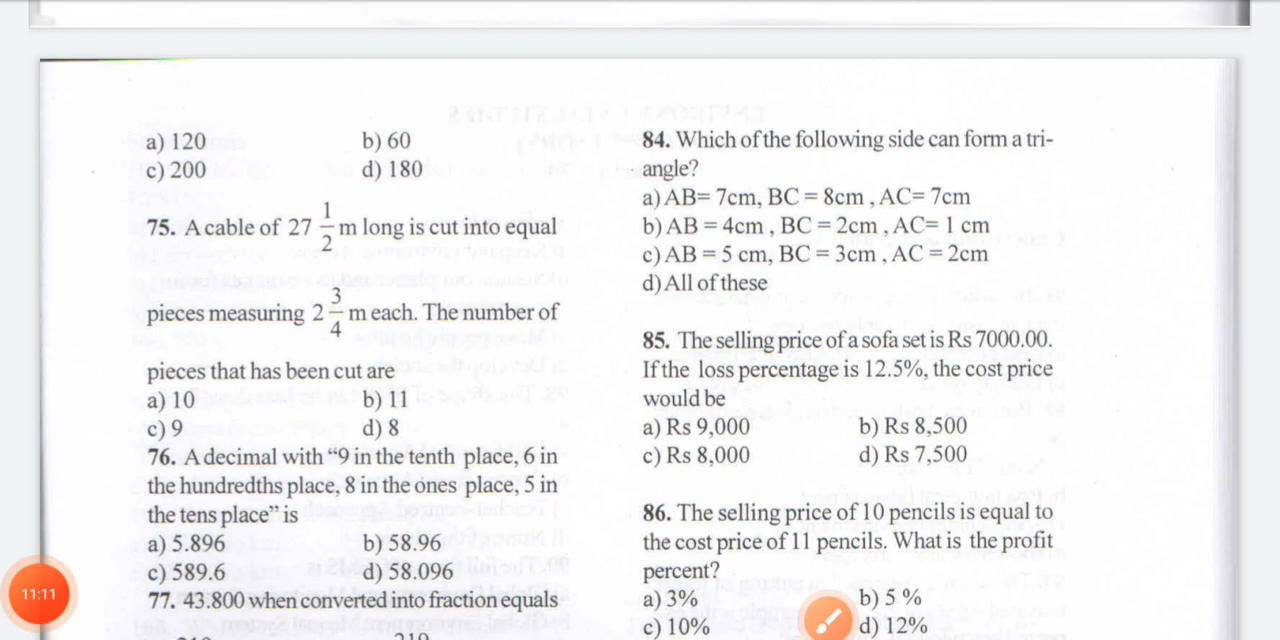 a) 120 b) 60
c) 200 d) 180
75. A cable of 27 1/2 m long is cut into equal
pieces measuring 2 3/4 m each. The number of
pieces that has been cut are
a) 10 b) 11
c) 9 d) 8
76. A decimal with “9 in the tenth place, 6 in
the hundredths place, 8 in the ones place, 5 in
the tens place” is
a) 5.896 b) 58.96
c) 589.6 d) 58.096
77. 43.800 when converted into fraction equals
219
84. Which of the following side can form a tri-
angle?
a) AB= 7cm, BC = 8cm , AC= 7cm
b) AB = 4cm , BC = 2cm , AC= 1 cm
c) AB = 5 cm, BC = 3cm , AC = 2cm
d) All of these
85. The selling price of a sofa set is Rs 7000.00.
If the loss percentage is 12.5%, the cost price
would be
a) Rs 9,000 b) Rs 8,500
c) Rs 8,000 d) Rs 7,500
86. The selling price of 10 pencils is equal to
the cost price of 11 pencils. What is the profit
percent?
a) 3% b) 5 %
c) 10% d) 12%
11:11